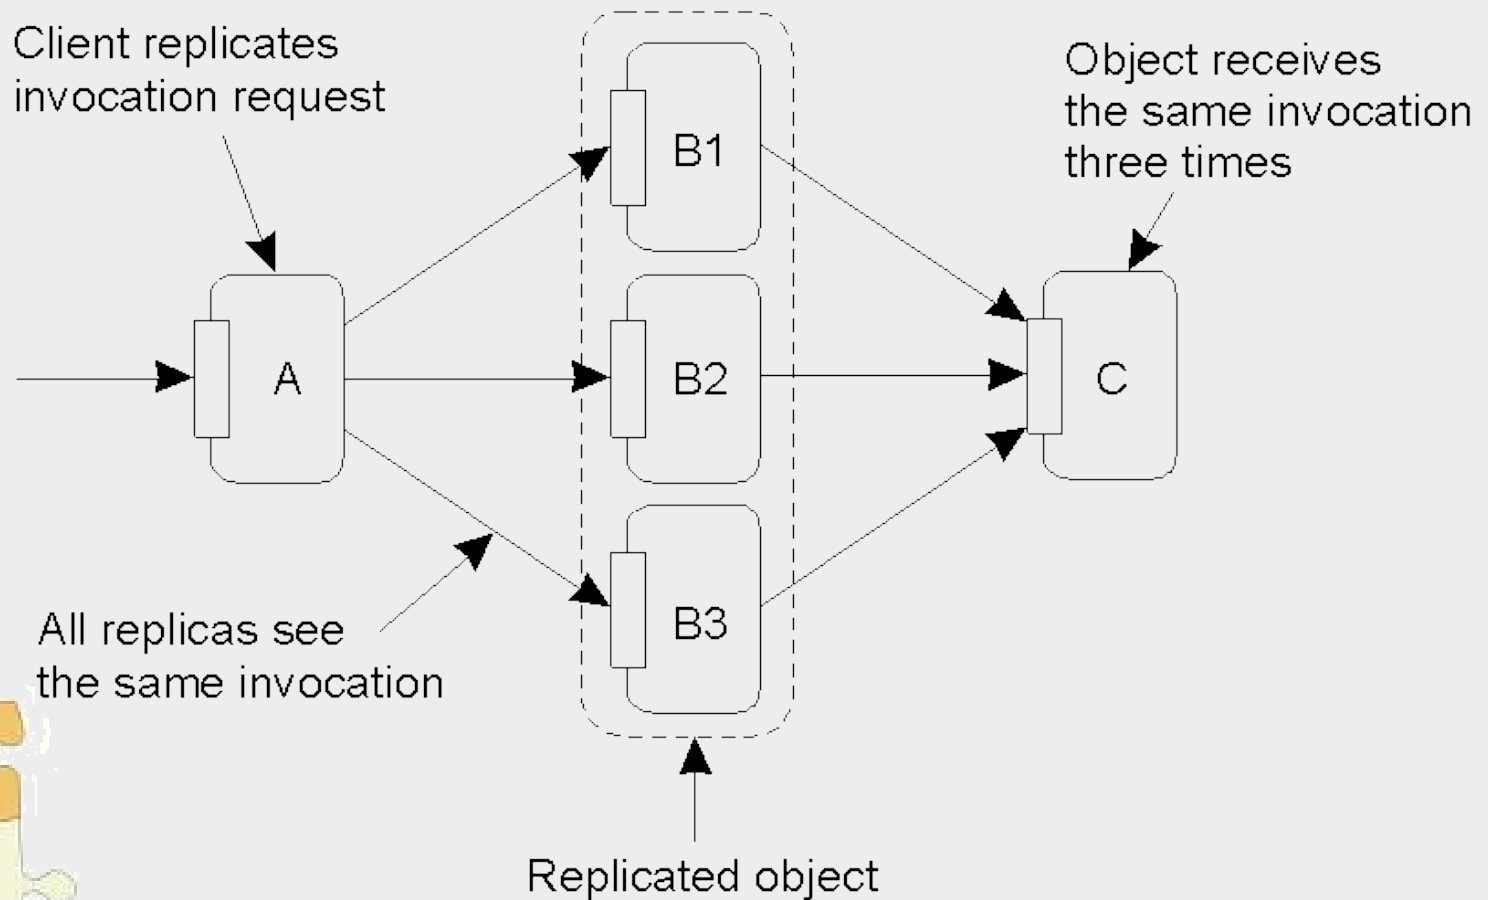 Client replicates
invocation request
Object receives
the same invocation
three times
B1
A
B2
C
B3
All replicas see
the same invocation
Replicated object